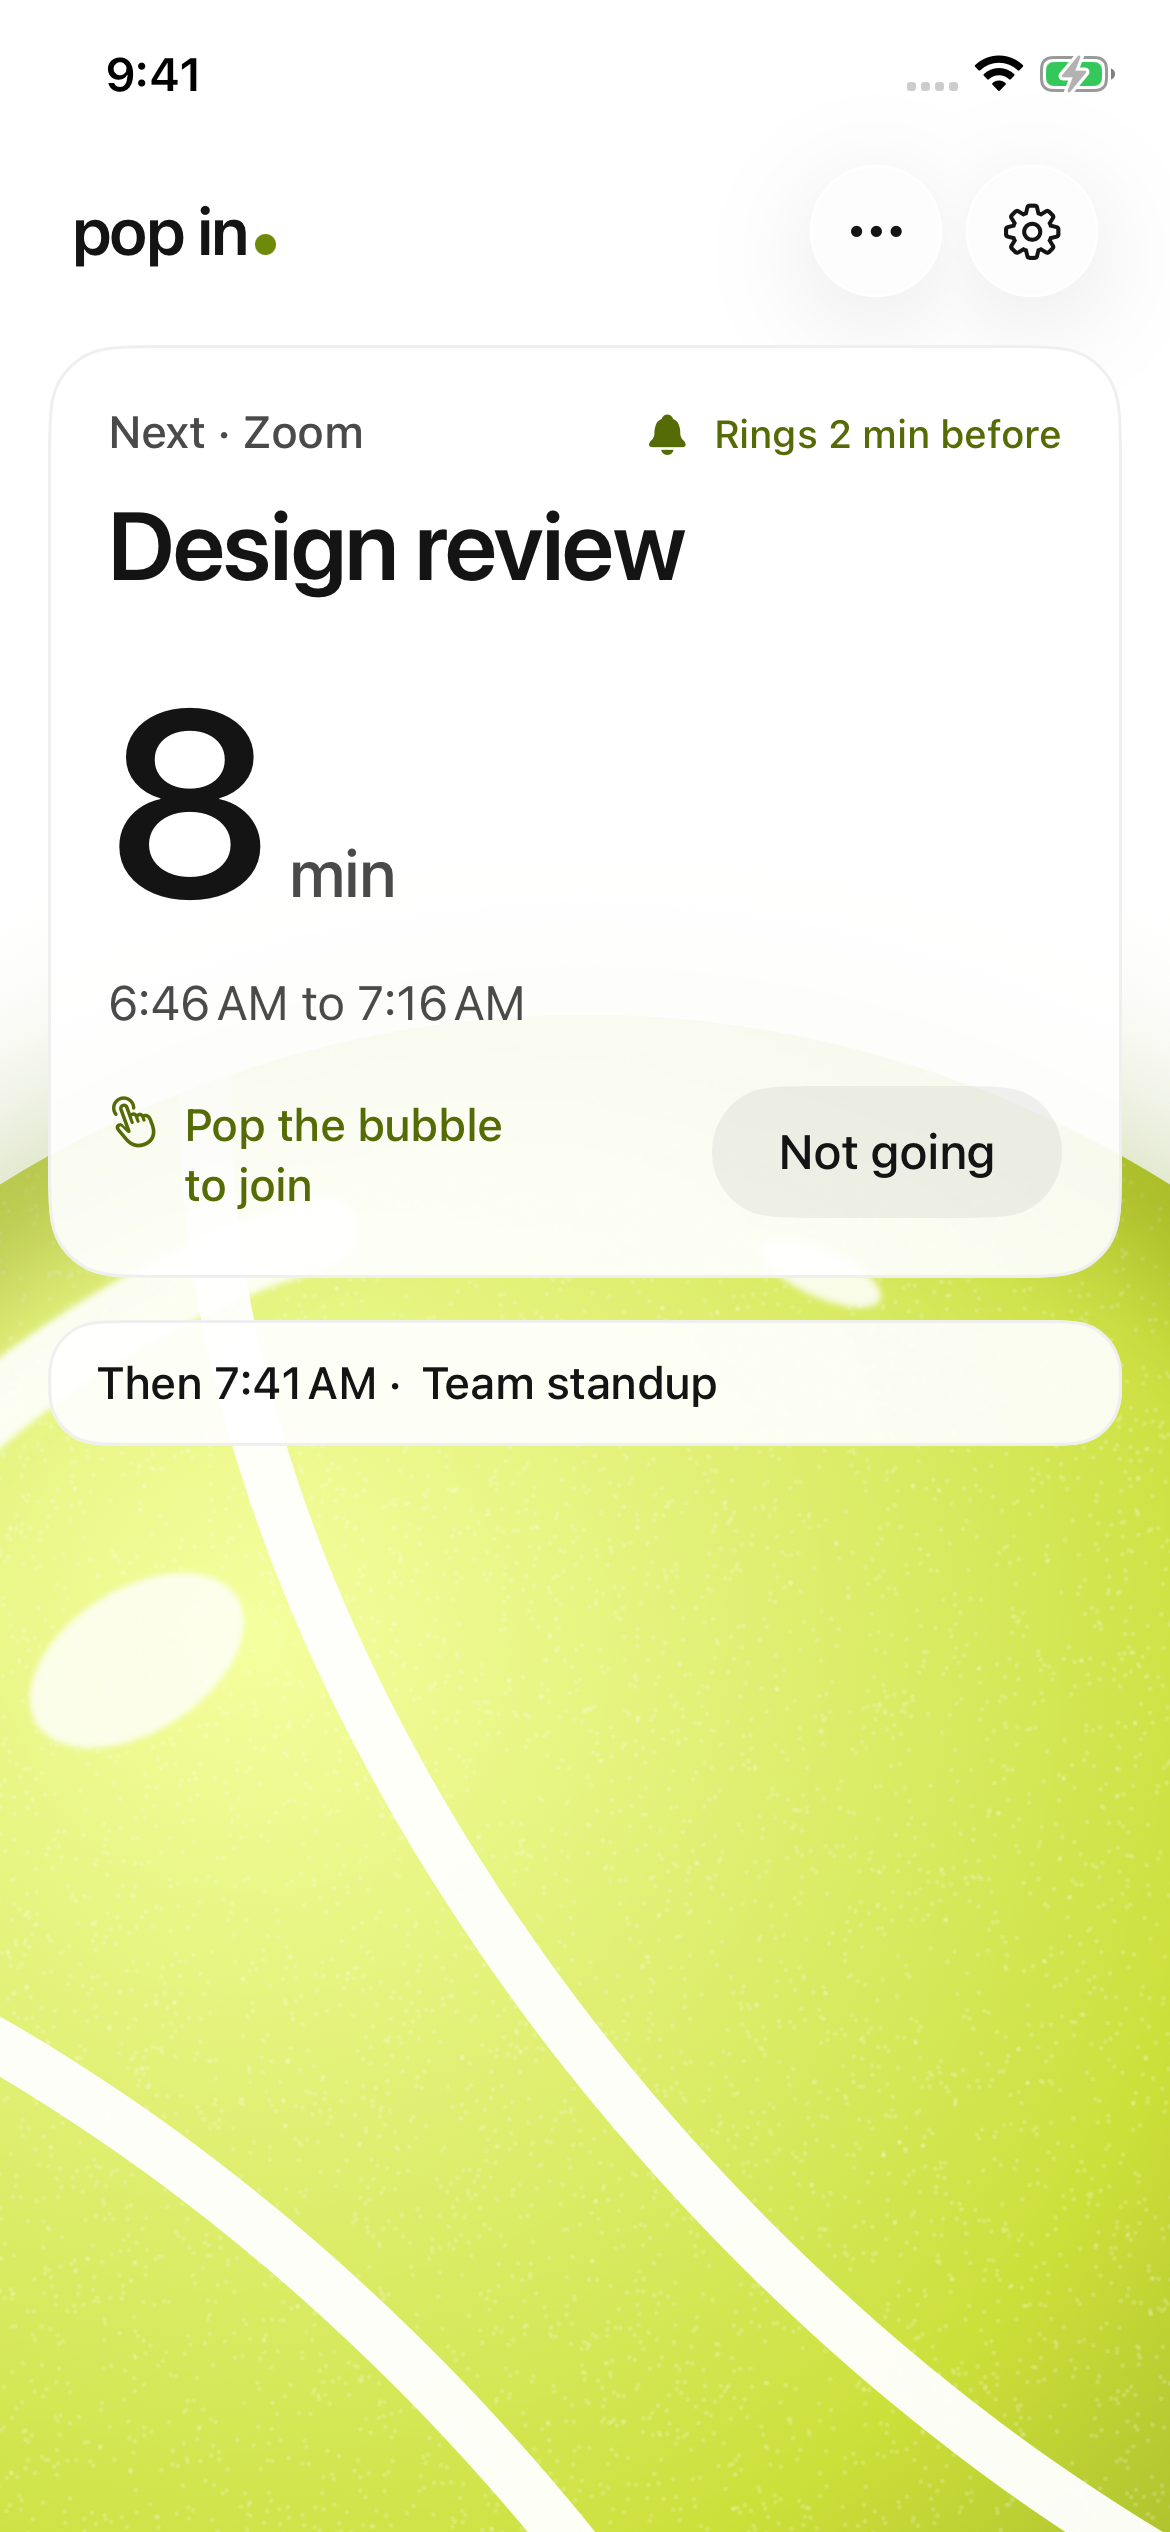 9:41
pop in.
Next · Zoom
Rings 2 min before
Design review
8 min
6:46 AM to 7:16 AM
Pop the bubble
to join
Not going
Then 7:41 AM · Team standup